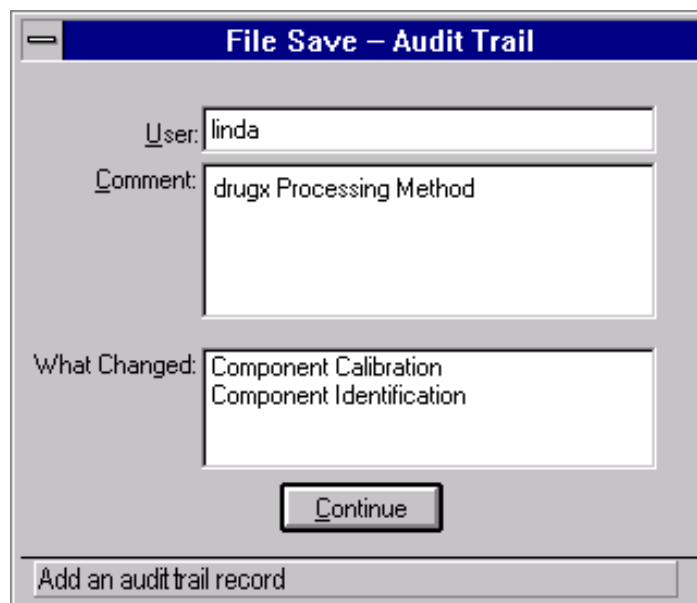 File Save – Audit Trail
User: linda
Comment: drugx Processing Method
What Changed: Component Calibration
Component Identification
Continue
Add an audit trail record